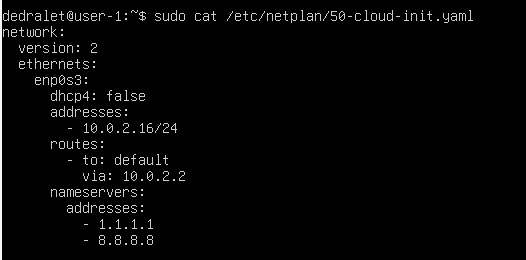 dedralet@user-1:~$ sudo cat /etc/netplan/50-cloud-init.yaml
network:
  version: 2
  ethernets:
    enp0s3:
      dhcp4: false
      addresses:
        - 10.0.2.16/24
      routes:
        - to: default
          via: 10.0.2.2
      nameservers:
        addresses:
          - 1.1.1.1
          - 8.8.8.8